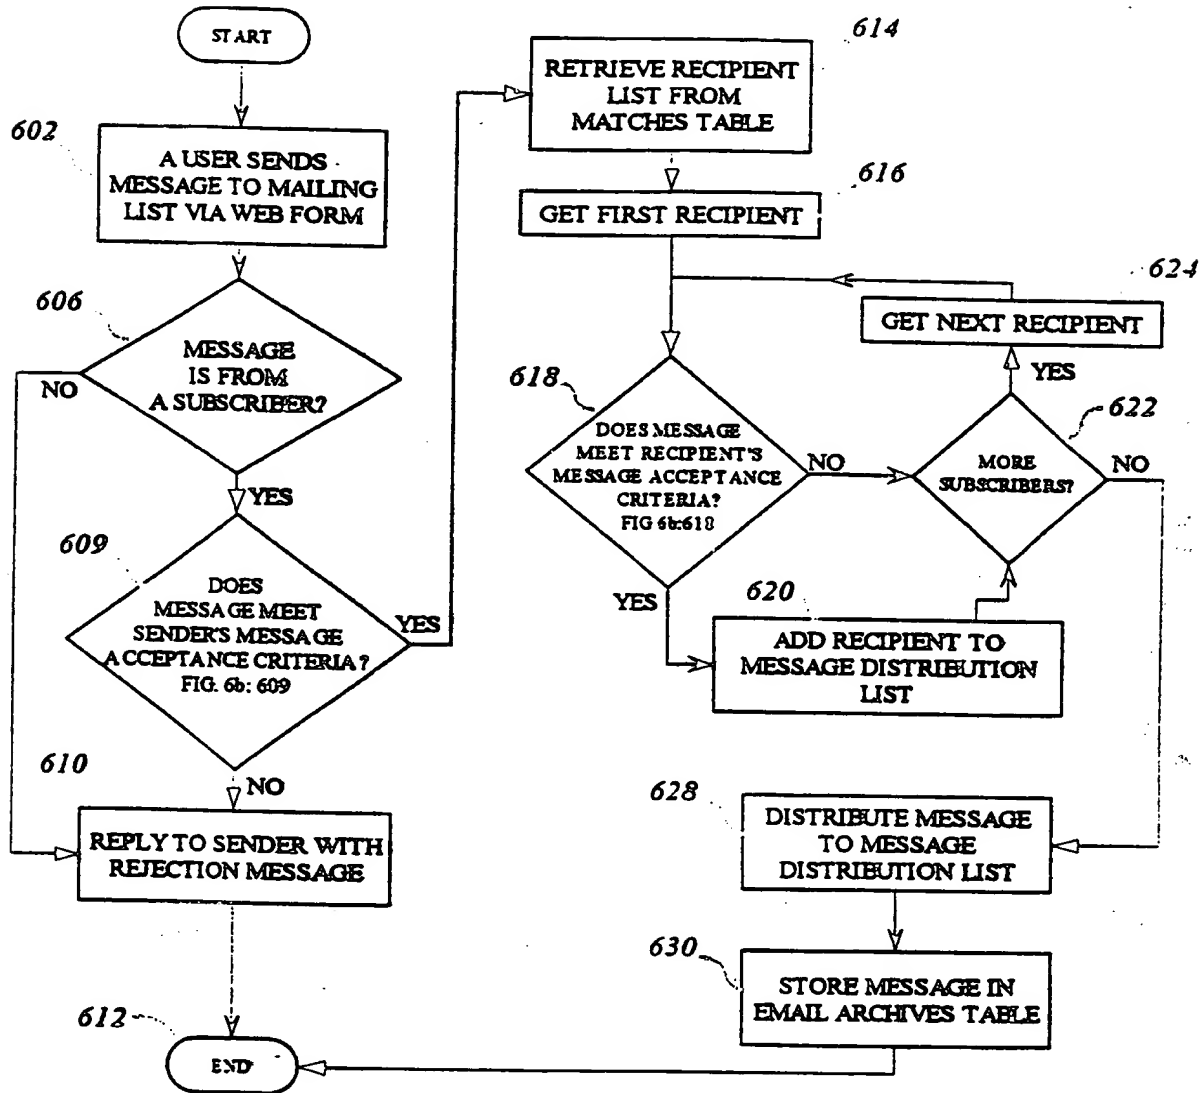 START
602
A USER SENDS
MESSAGE TO MAILING
LIST VIA WEB FORM
606
MESSAGE
IS FROM
A SUBSCRIBER?
NO
YES
609
DOES
MESSAGE MEET
SENDER'S MESSAGE
ACCEPTANCE CRITERIA?
FIG. 6b: 609
YES
NO
610
REPLY TO SENDER WITH
REJECTION MESSAGE
612
END
614
RETRIEVE RECIPIENT
LIST FROM
MATCHES TABLE
616
GET FIRST RECIPIENT
624
GET NEXT RECIPIENT
YES
618
DOES MESSAGE
MEET RECIPIENT'S
MESSAGE ACCEPTANCE
CRITERIA?
FIG 6b:618
NO
YES
622
MORE
SUBSCRIBERS?
NO
620
ADD RECIPIENT TO
MESSAGE DISTRIBUTION
LIST
628
DISTRIBUTE MESSAGE
TO MESSAGE
DISTRIBUTION LIST
630
STORE MESSAGE IN
EMAIL ARCHIVES TABLE